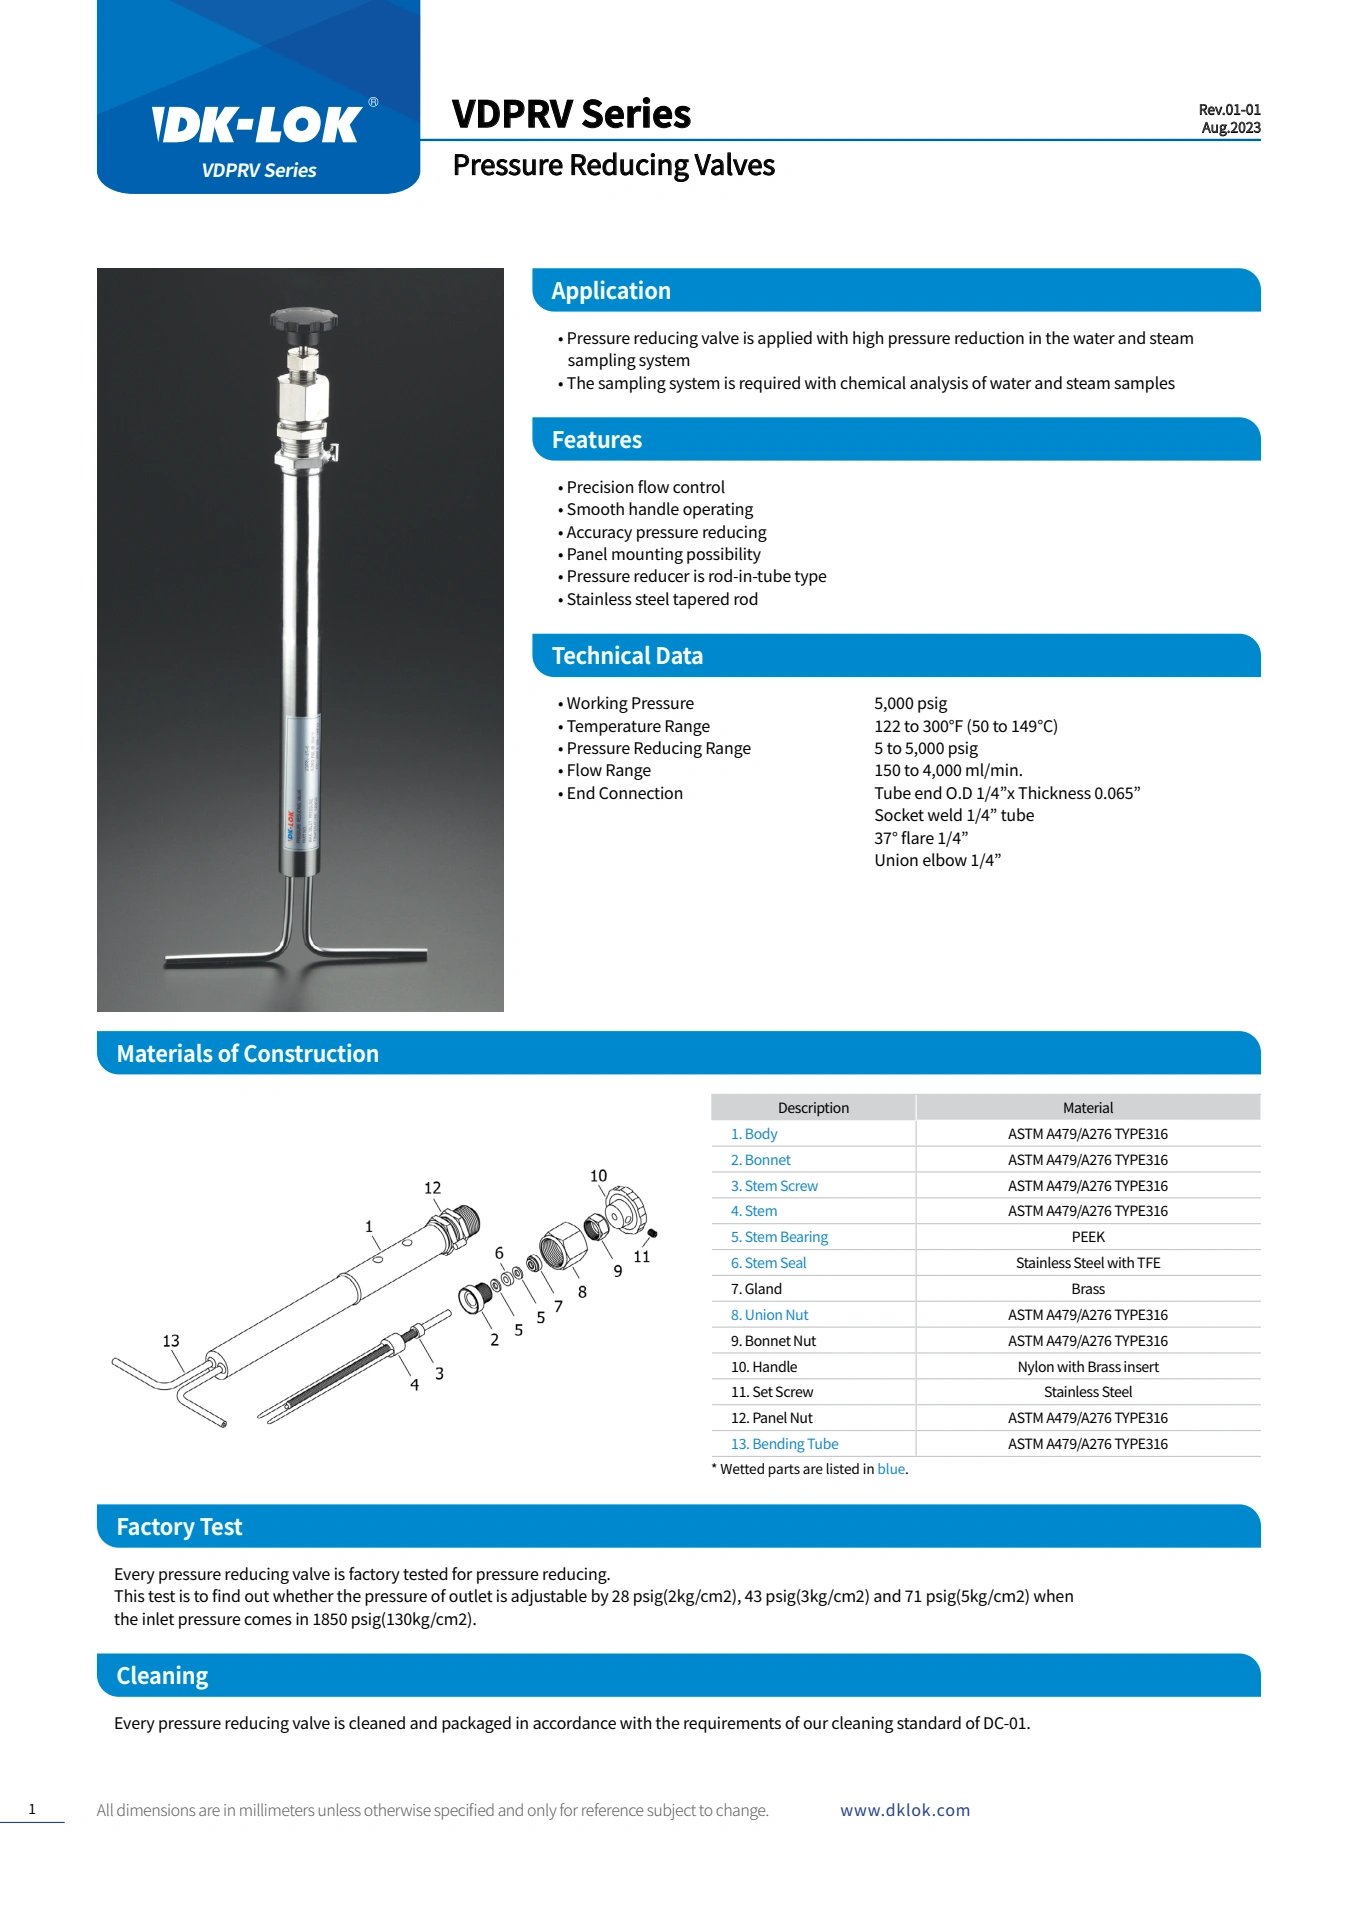 DK-LOK®
VDPRV Series
VDPRV Series
Rev.01-01
Aug.2023
Pressure Reducing Valves
Application
• Pressure reducing valve is applied with high pressure reduction in the water and steam
sampling system
• The sampling system is required with chemical analysis of water and steam samples
Features
• Precision flow control
• Smooth handle operating
• Accuracy pressure reducing
• Panel mounting possibility
• Pressure reducer is rod-in-tube type
• Stainless steel tapered rod
Technical Data
• Working Pressure 5,000 psig
• Temperature Range 122 to 300°F (50 to 149°C)
• Pressure Reducing Range 5 to 5,000 psig
• Flow Range 150 to 4,000 ml/min.
• End Connection Tube end O.D 1/4”x Thickness 0.065”
Socket weld 1/4” tube
37° flare 1/4”
Union elbow 1/4”
DK-LOK
Materials of Construction
10
12
1
11
6
9
8
7
5
5
2
13
3
4
Description Material
1. Body ASTM A479/A276 TYPE316
2. Bonnet ASTM A479/A276 TYPE316
3. Stem Screw ASTM A479/A276 TYPE316
4. Stem ASTM A479/A276 TYPE316
5. Stem Bearing PEEK
6. Stem Seal Stainless Steel with TFE
7. Gland Brass
8. Union Nut ASTM A479/A276 TYPE316
9. Bonnet Nut ASTM A479/A276 TYPE316
10. Handle Nylon with Brass insert
11. Set Screw Stainless Steel
12. Panel Nut ASTM A479/A276 TYPE316
13. Bending Tube ASTM A479/A276 TYPE316
* Wetted parts are listed in blue.
Factory Test
Every pressure reducing valve is factory tested for pressure reducing.
This test is to find out whether the pressure of outlet is adjustable by 28 psig(2kg/cm2), 43 psig(3kg/cm2) and 71 psig(5kg/cm2) when
the inlet pressure comes in 1850 psig(130kg/cm2).
Cleaning
Every pressure reducing valve is cleaned and packaged in accordance with the requirements of our cleaning standard of DC-01.
1
All dimensions are in millimeters unless otherwise specified and only for reference subject to change.
www.dklok.com